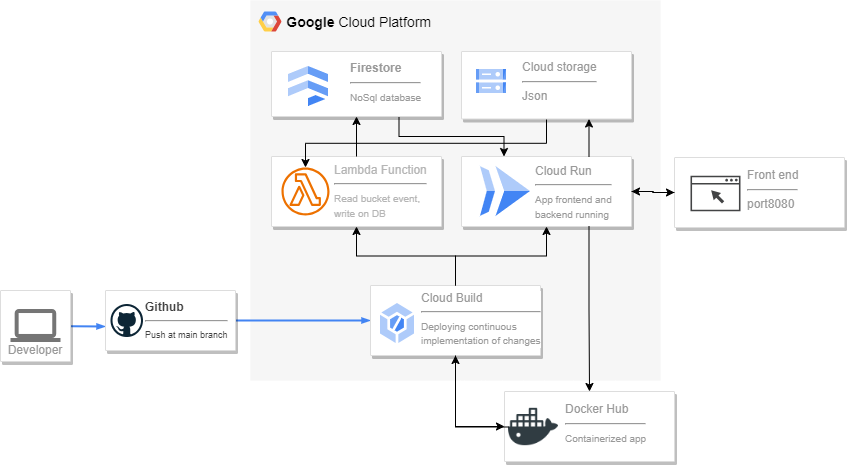 Google Cloud Platform
Firestore
NoSql database
Cloud storage
Json
Lambda Function
Read bucket event,
write on DB
Cloud Run
App frontend and
backend running
Front end
port8080
Cloud Build
Deploying continuous
implementation of changes
Github
Push at main branch
Developer
Docker Hub
Containerized app